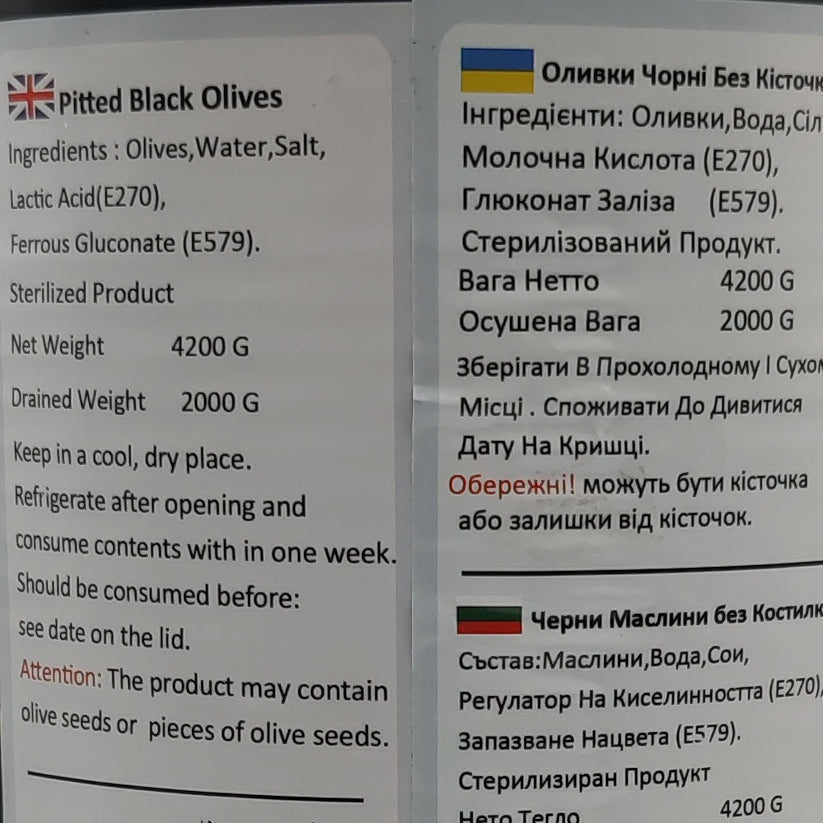 Pitted Black Olives
Ingredients : Olives,Water,Salt,
Lactic Acid(E270),
Ferrous Gluconate (E579).
Sterilized Product
Net Weight 4200 G
Drained Weight 2000 G
Keep in a cool, dry place.
Refrigerate after opening and
consume contents with in one week.
Should be consumed before:
see date on the lid.
Attention: The product may contain
olive seeds or pieces of olive seeds.
Оливки Чорні Без
Інгредієнти: Оливки,Вода,
Молочна Кислота (E270),
Глюконат Заліза (E579).
Стерилізований Продукт.
Вага Нетто 4200 G
Осушена Вага 2000 G
Зберігати В Прохолодному І
Місці . Споживати До Дивитися
Дату На Кришці.
Обережні! можуть бути кісточка
або залишки від кісточок.
Черни Маслини без
Състав:Маслини,Вода,Сои,
Регулатор На Киселинността (E270),
Запазване Нацвета (E579).
Стерилизиран Продукт
Нето Тегло 4200 G